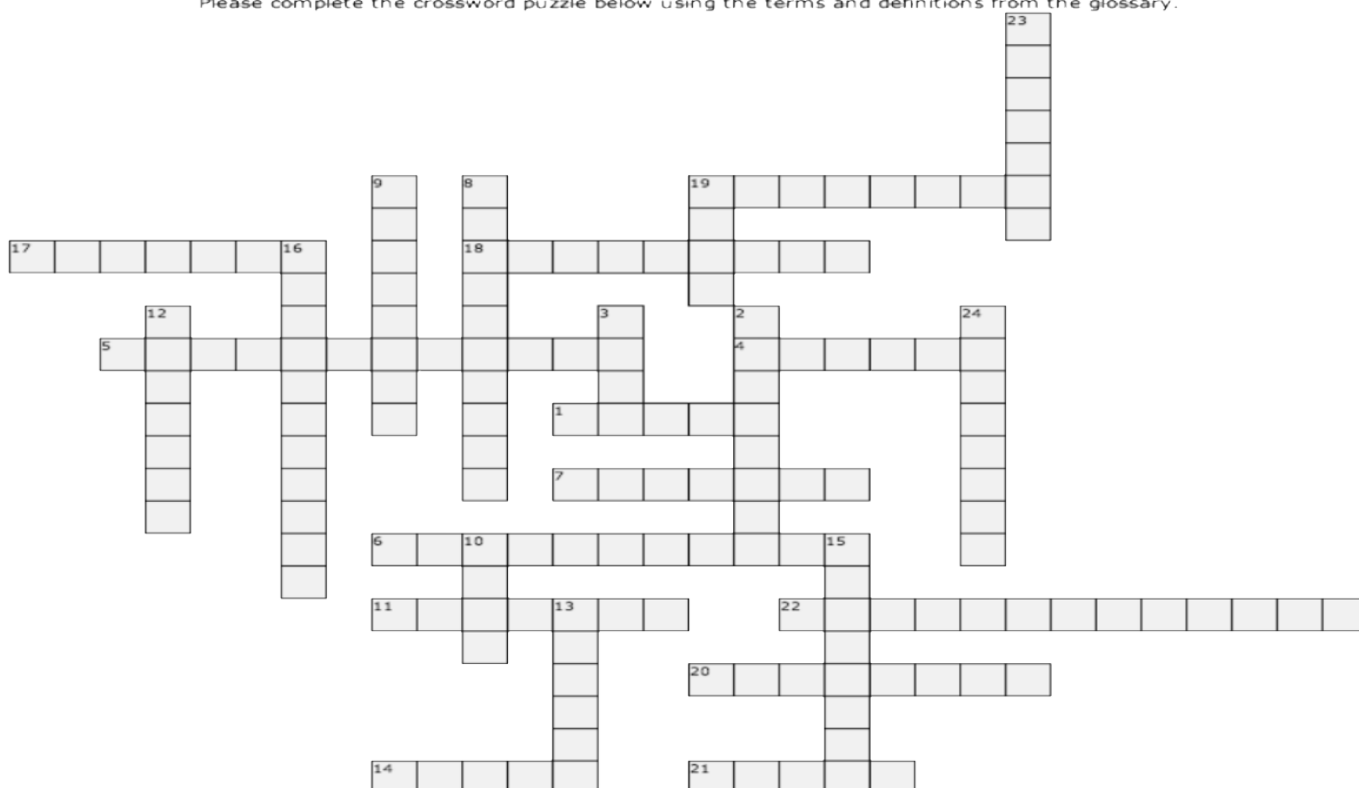 Please complete the crossword puzzle below using the terms and definitions from the glossary.
23
9 8 19
17 16 18
12 3 2 24
5 4
1
7
6 10 15
11 13 22
20
14 21